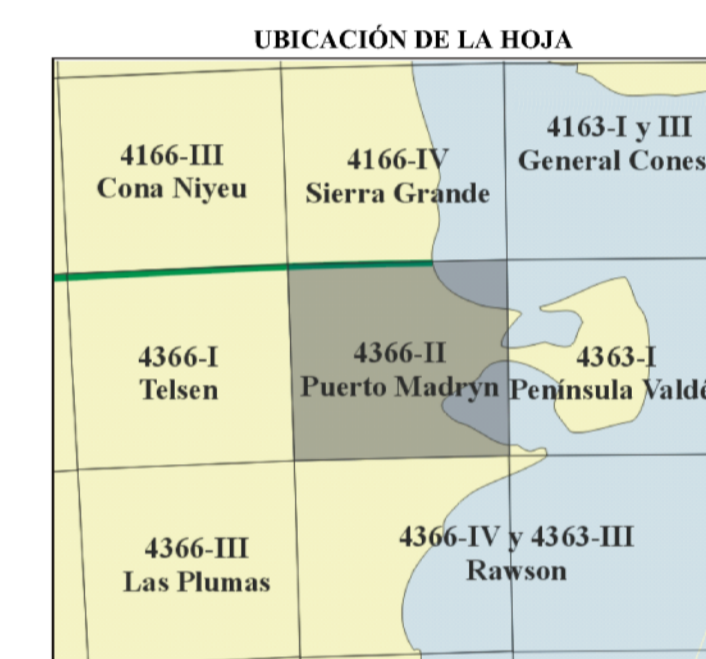 UBICACIÓN DE LA HOJA
4166-III
Cona Niyeu
4166-IV
Sierra Grande
4163-I y III
General Cones
4366-I
Telsen
4366-II
Puerto Madryn
4363-I
Península Valdé
4366-III
Las Plumas
4366-IV y 4363-III
Rawson